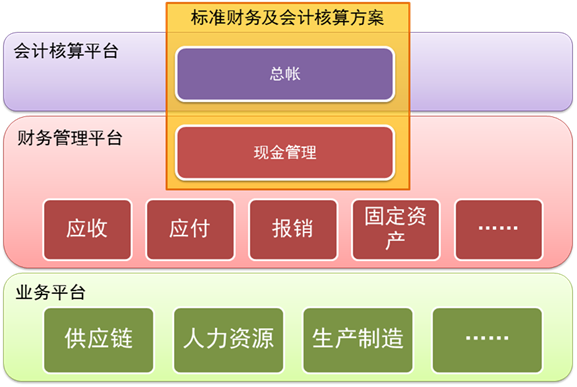 标准财务及会计核算方案
会计核算平台
总帐
财务管理平台
现金管理
应收
应付
报销
固定资
产
……
业务平台
供应链
人力资源
生产制造
……